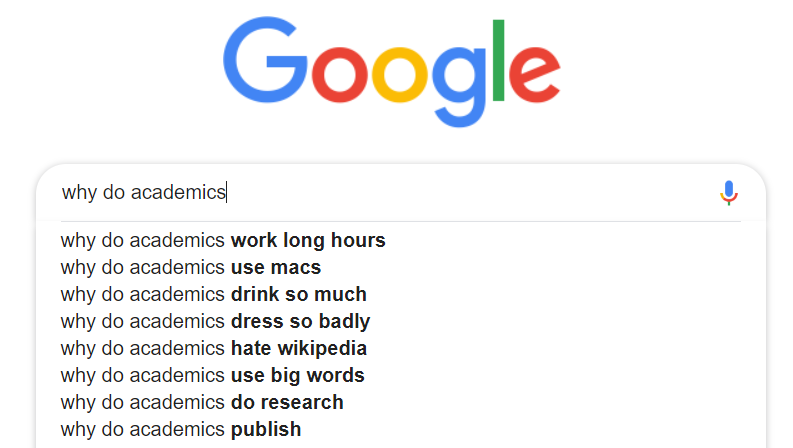 Google
why do academics
why do academics work long hours
why do academics use macs
why do academics drink so much
why do academics dress so badly
why do academics hate wikipedia
why do academics use big words
why do academics do research
why do academics publish